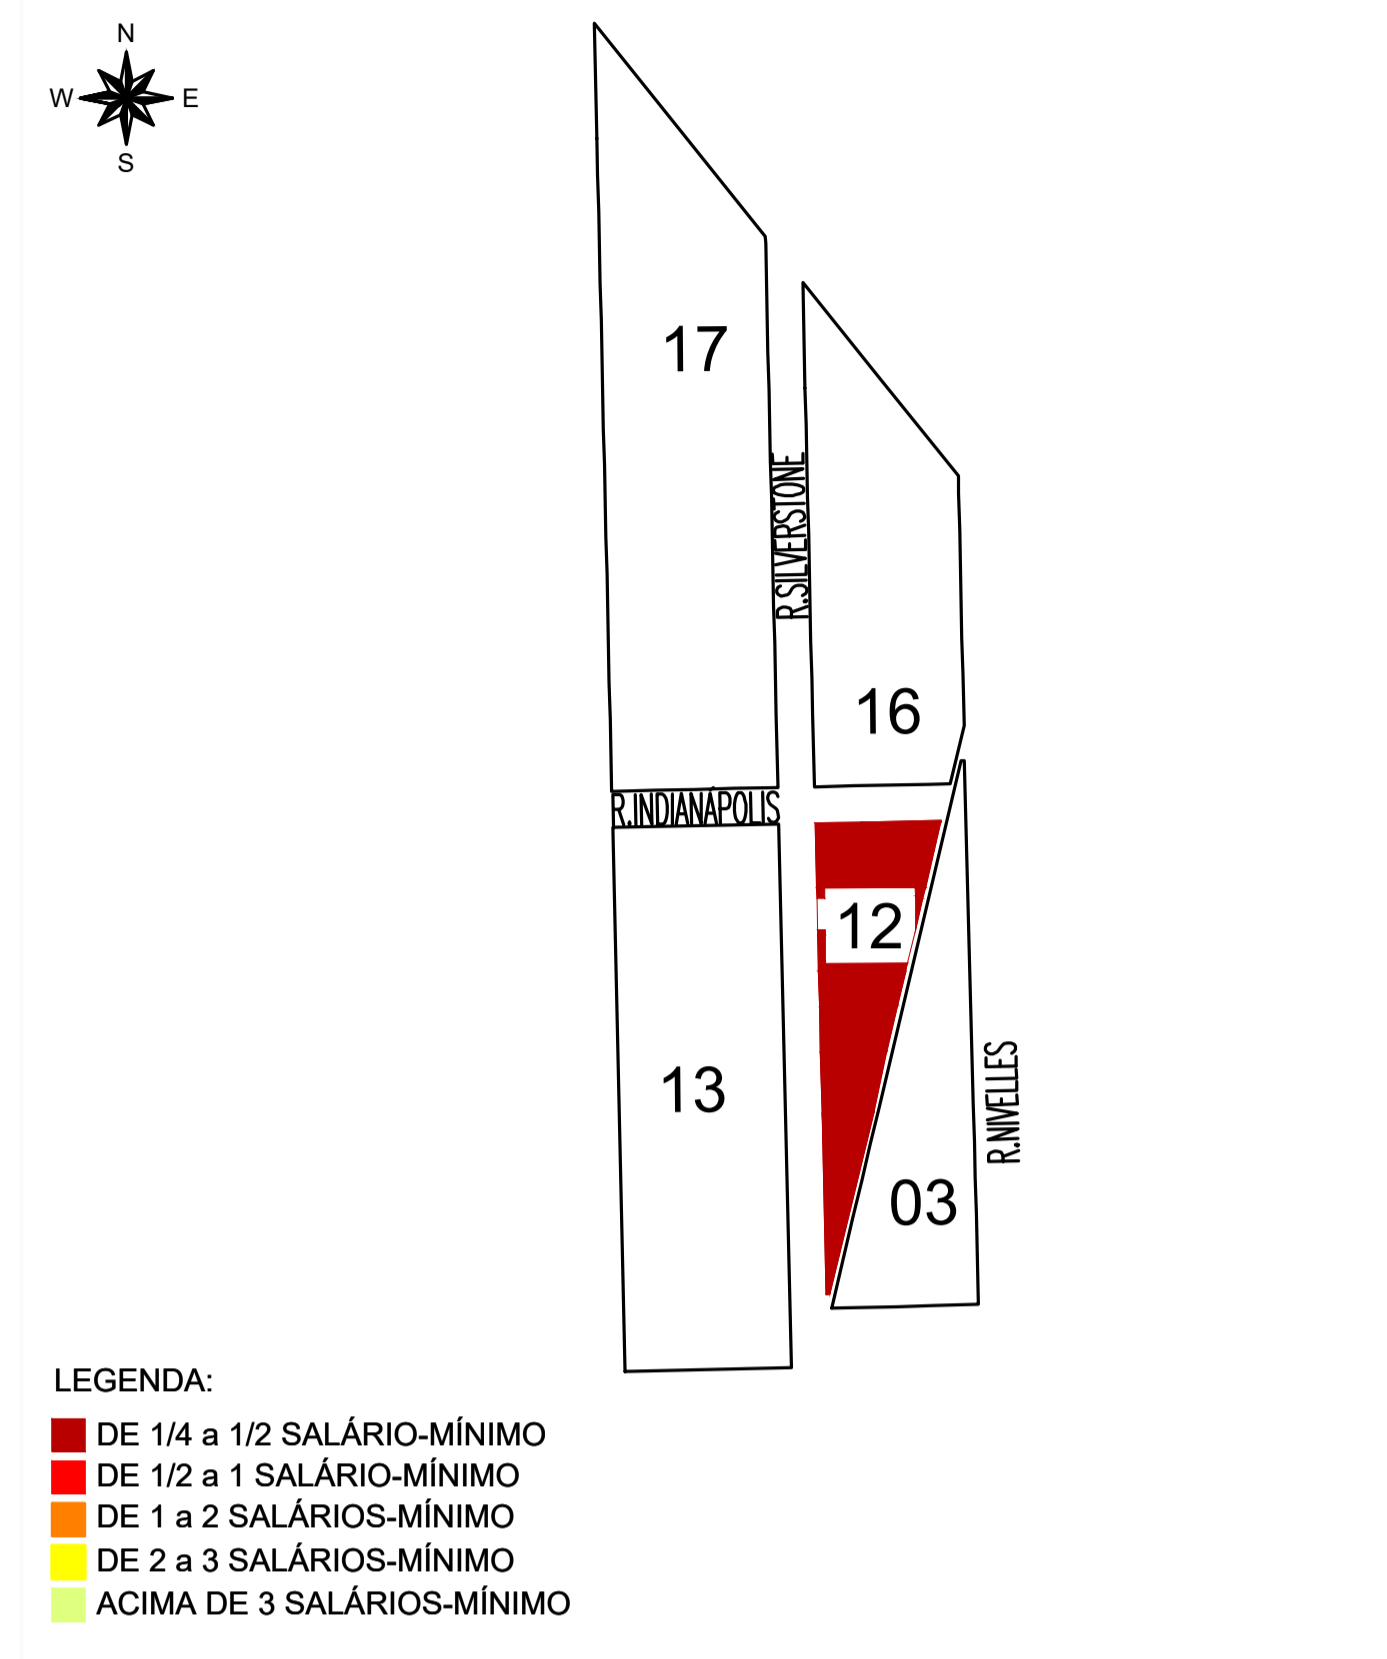 N
W E
S
17
R.SILVERSTONE
16
R.INDIANÁPOLIS
12
13
R.NIVELLES
03
LEGENDA:
DE 1/4 a 1/2 SALÁRIO-MÍNIMO
DE 1/2 a 1 SALÁRIO-MÍNIMO
DE 1 a 2 SALÁRIOS-MÍNIMO
DE 2 a 3 SALÁRIOS-MÍNIMO
ACIMA DE 3 SALÁRIOS-MÍNIMO